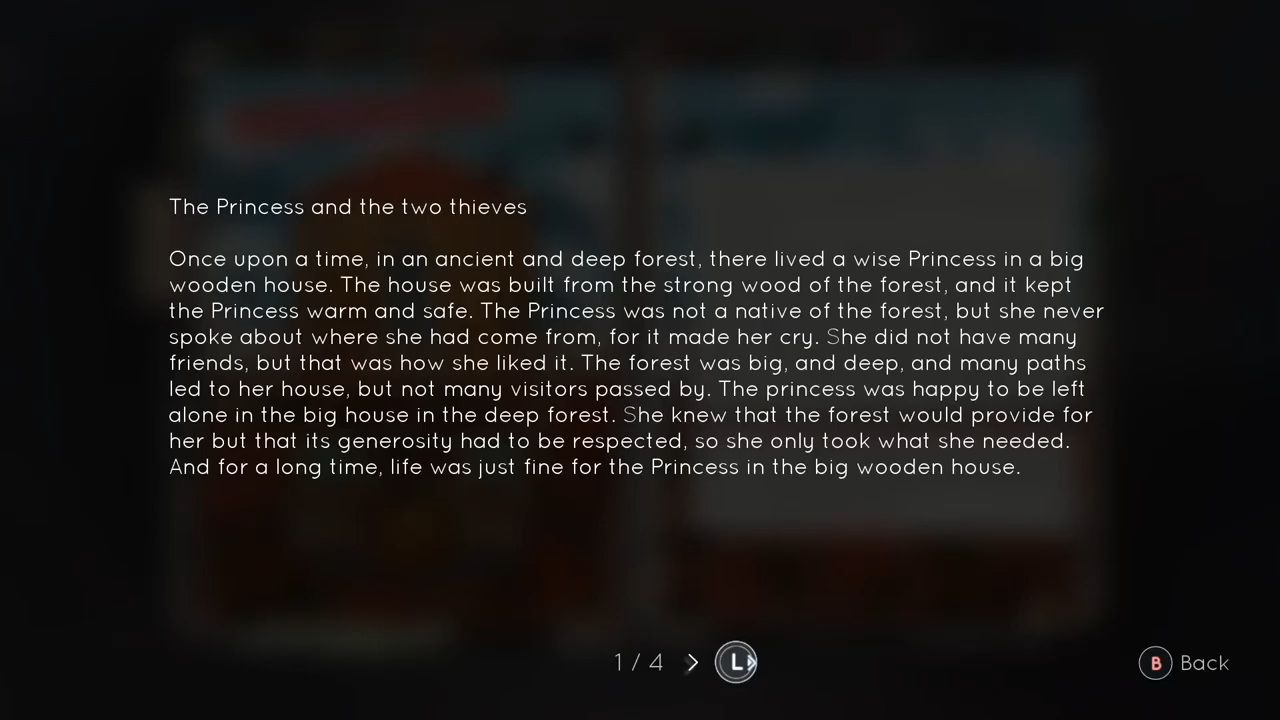 The Princess and the two thieves
Once upon a time, in an ancient and deep forest, there lived a wise Princess in a big
wooden house. The house was built from the strong wood of the forest, and it kept
the Princess warm and safe. The Princess was not a native of the forest, but she never
spoke about where she had come from, for it made her cry. She did not have many
friends, but that was how she liked it. The forest was big, and deep, and many paths
led to her house, but not many visitors passed by. The princess was happy to be left
alone in the big house in the deep forest. She knew that the forest would provide for
her but that its generosity had to be respected, so she only took what she needed.
And for a long time, life was just fine for the Princess in the big wooden house.
1 / 4 > L
B Back